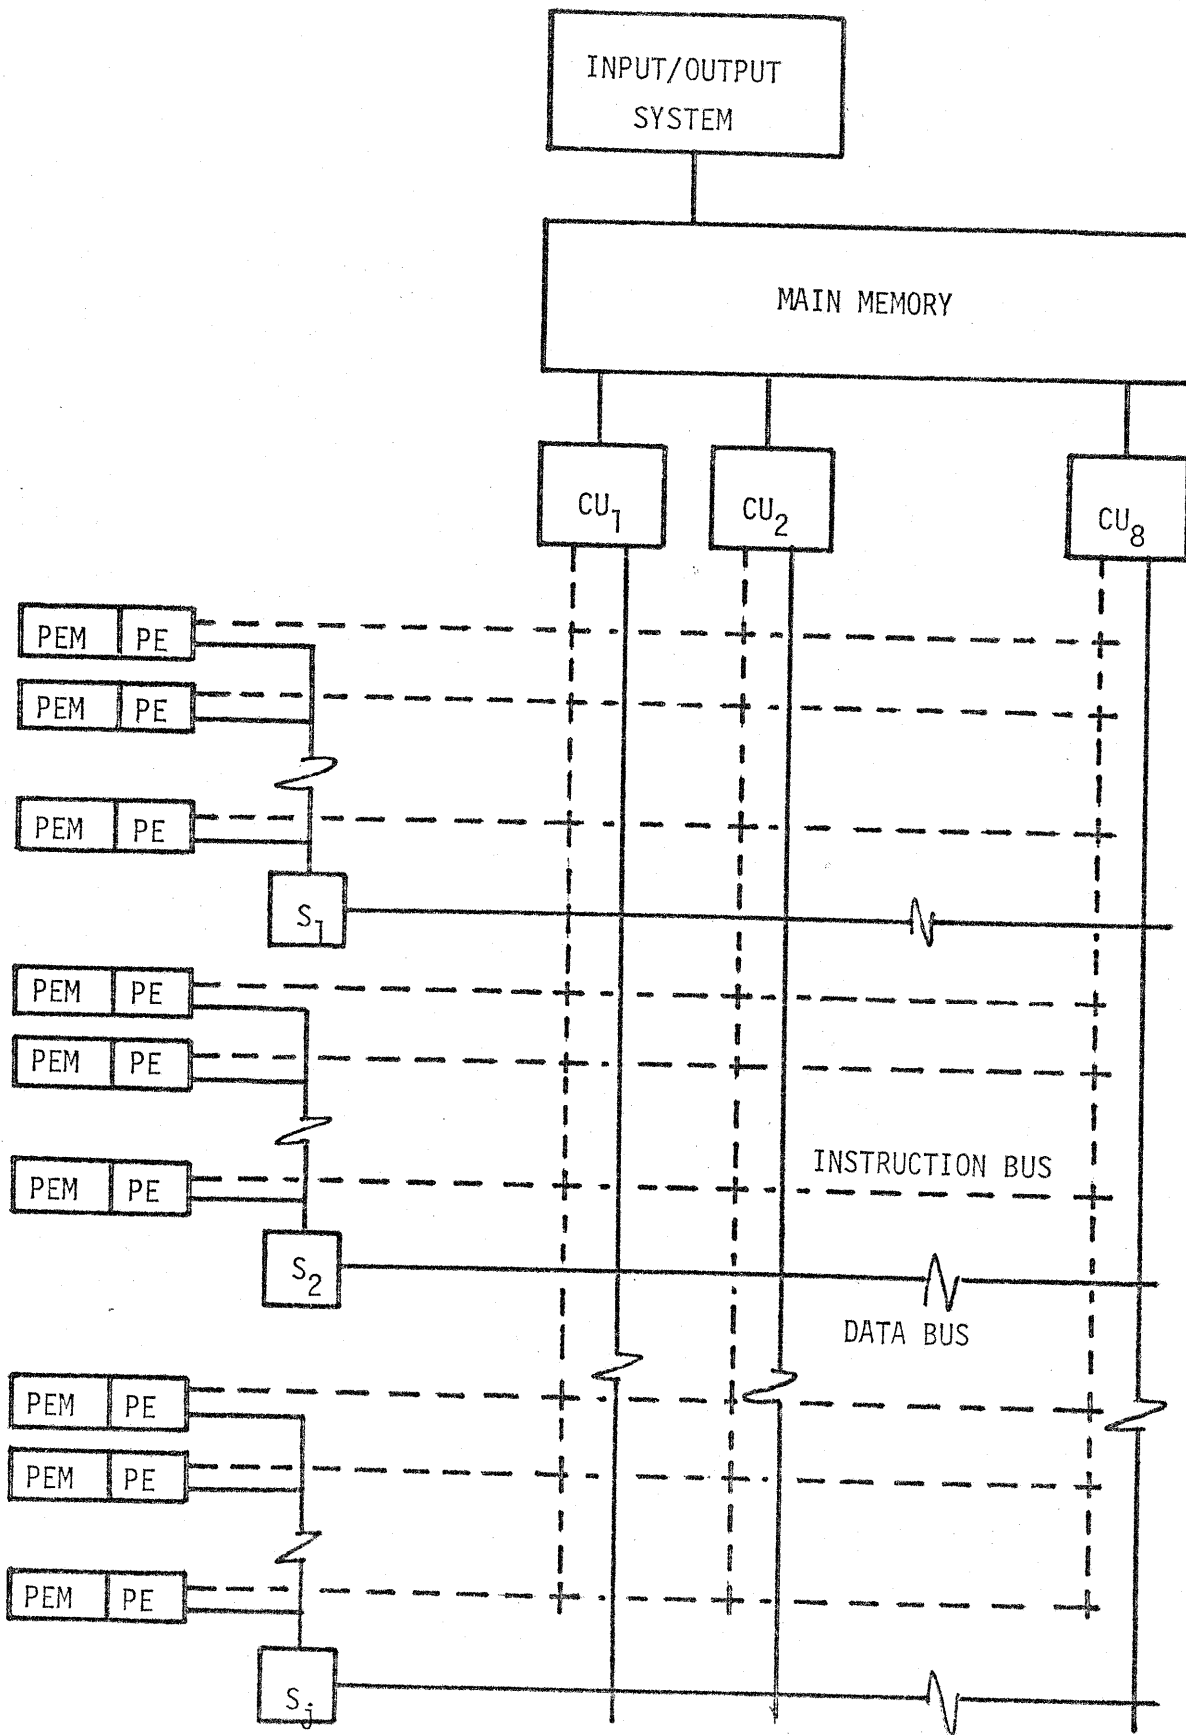 INPUT/OUTPUT
SYSTEM
MAIN MEMORY
CU1
CU2
CU8
PEM PE
PEM PE
PEM PE
S1
PEM PE
PEM PE
INSTRUCTION BUS
PEM PE
S2
DATA BUS
PEM PE
PEM PE
PEM PE
Sj